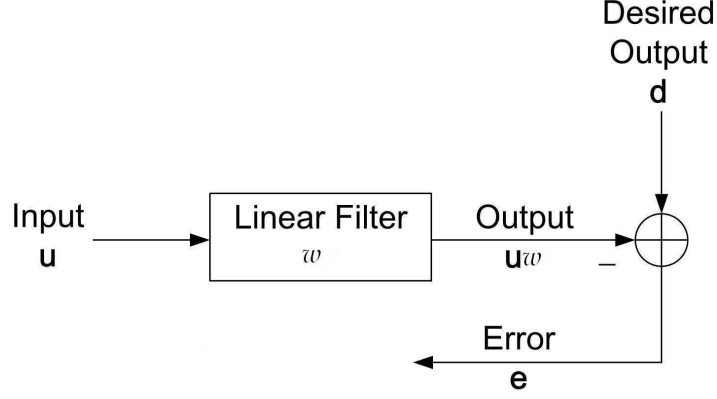 Desired
Output
d
Input
u
Linear Filter
w
Output
uw
−
Error
e